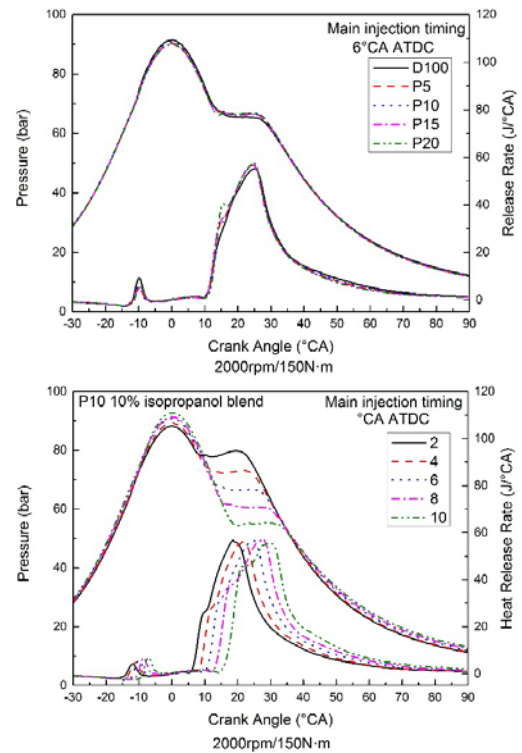 Main injection timing
6°CA ATDC
D100
P5
P10
P15
P20
100
80
60
40
20
0
Pressure (bar)
120
100
80
60
40
20
0
Release Rate (J/°CA)
-30 -20 -10 0 10 20 30 40 50 60 70 80 90
Crank Angle (°CA)
2000rpm/150N·m
P10 10% isopropanol blend
Main injection timing
°CA ATDC
2
4
6
8
10
100
80
60
40
20
0
Pressure (bar)
120
100
80
60
40
20
0
Heat Release Rate (J/°CA)
-30 -20 -10 0 10 20 30 40 50 60 70 80 90
Crank Angle (°CA)
2000rpm/150N·m